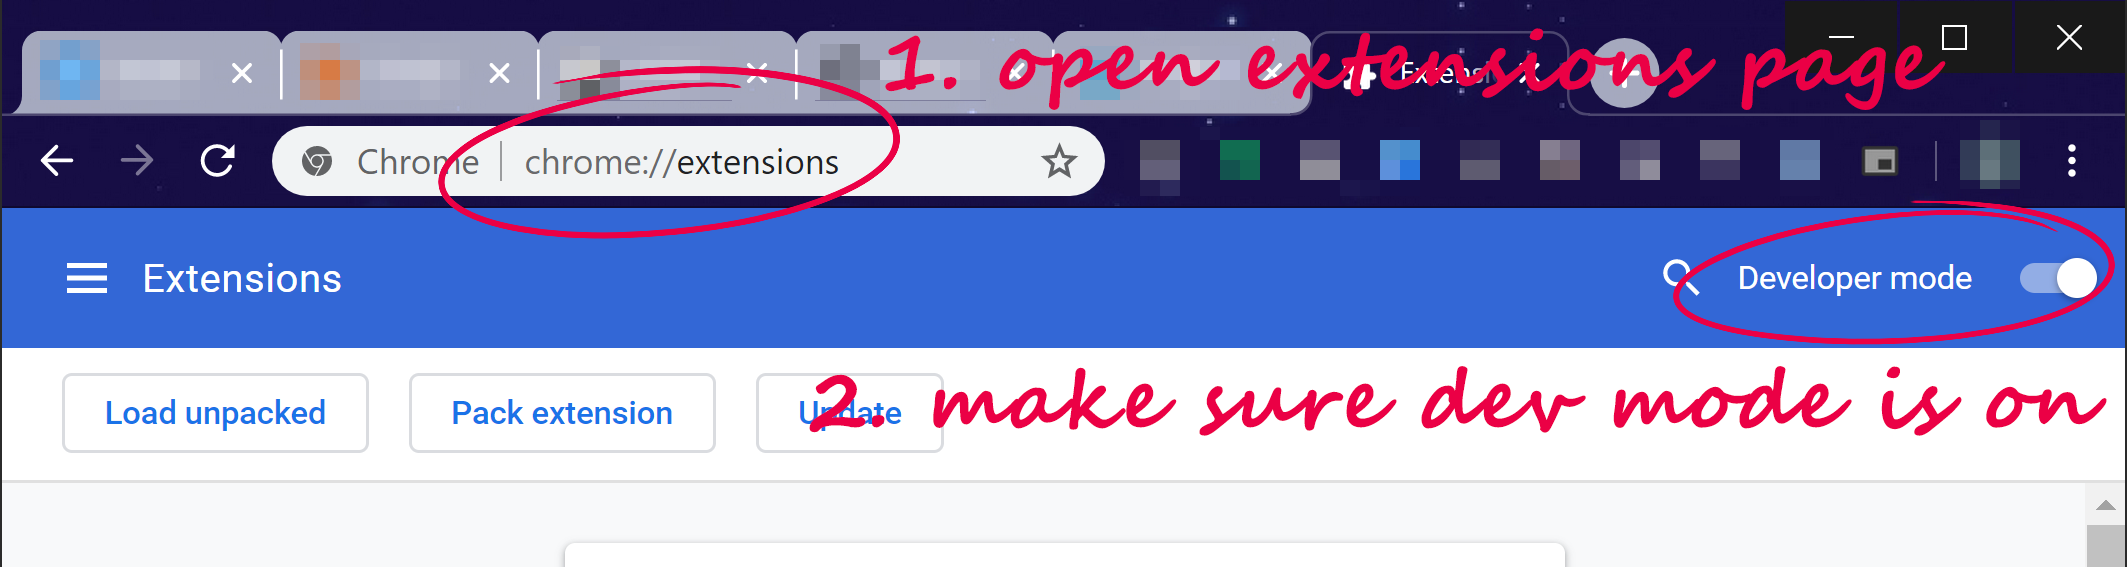 1. open extensions page
Extensi
Chrome
chrome://extensions
Extensions
Developer mode
Load unpacked
Pack extension
Update
2. make sure dev mode is on